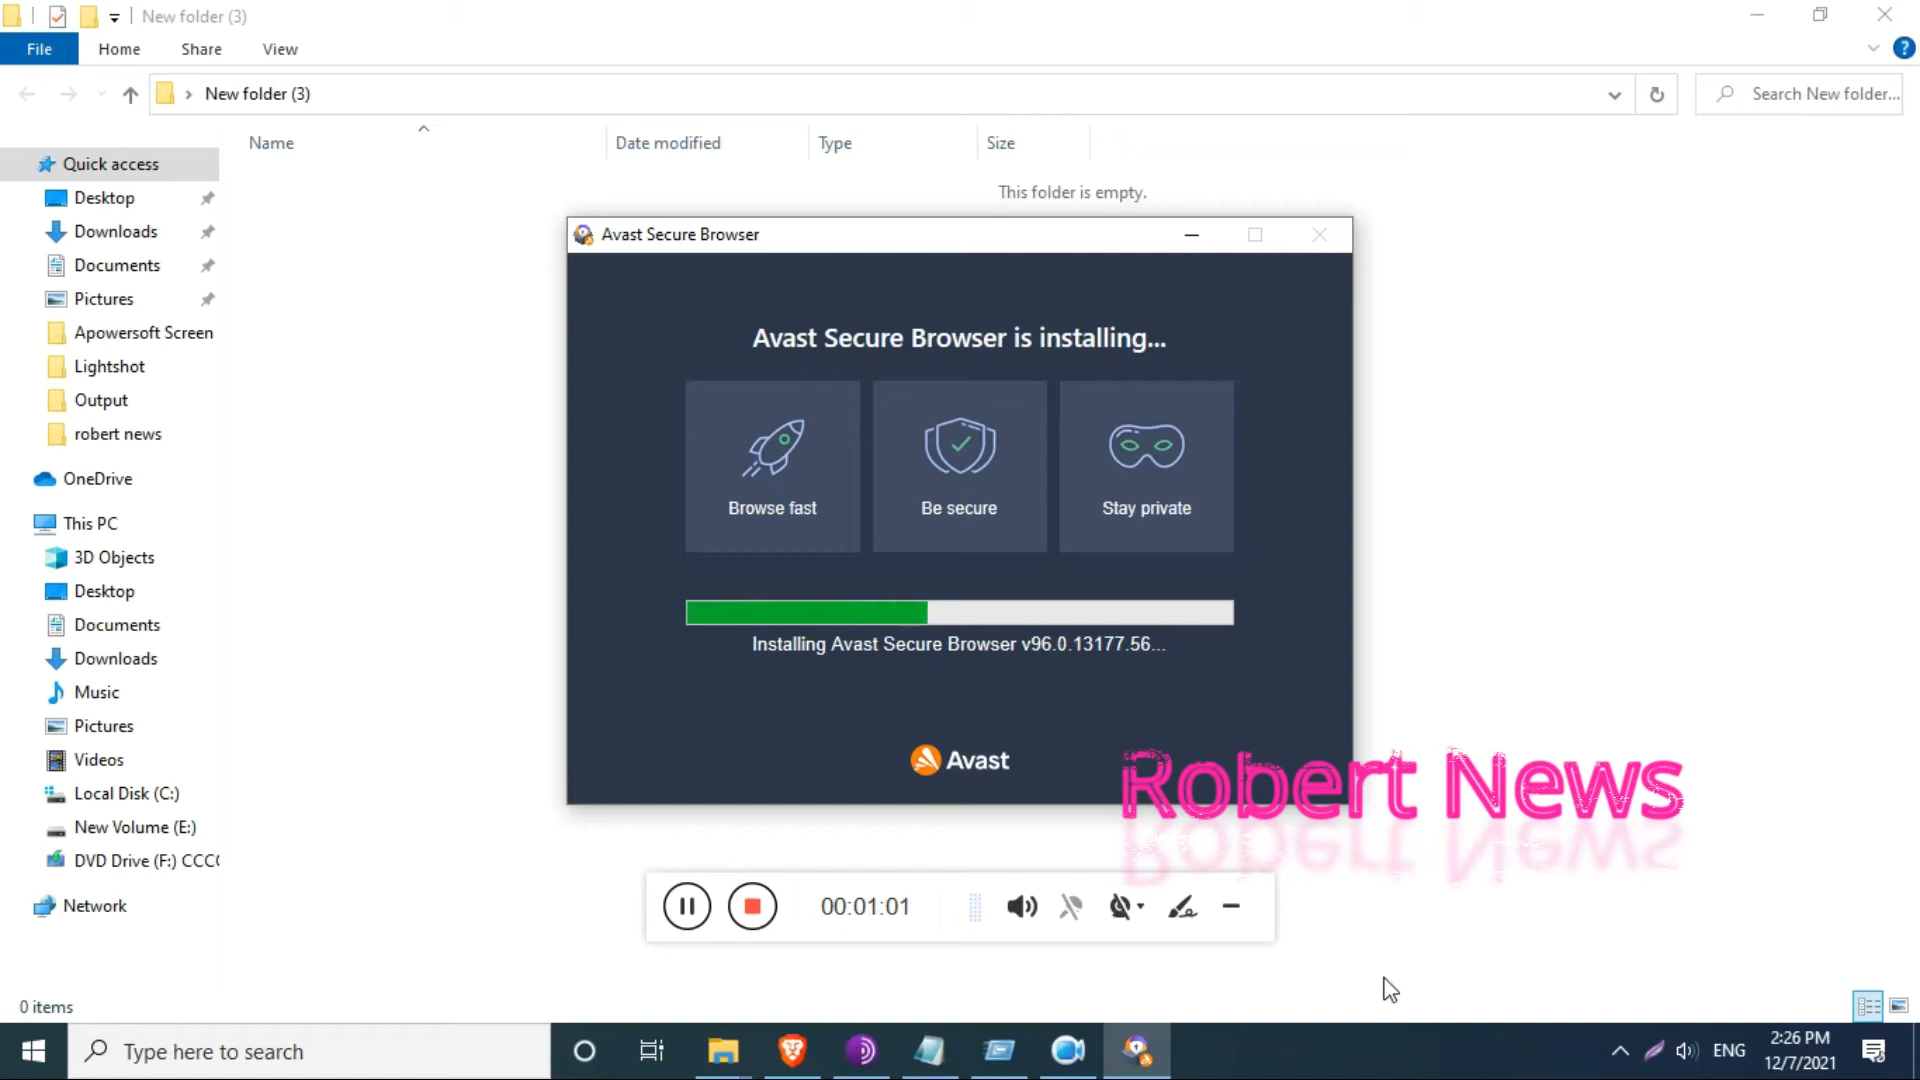 New folder (3)
File
Home
Share
View
New folder (3)
Search New folder...
Name
Date modified
Type
Size
This folder is empty.
Quick access
Desktop
Downloads
Documents
Pictures
Apowersoft Screen
Lightshot
Output
robert news
OneDrive
This PC
3D Objects
Desktop
Documents
Downloads
Music
Pictures
Videos
Local Disk (C:)
New Volume (E:)
DVD Drive (F:) CCC
Network
0 items
Avast Secure Browser
Avast Secure Browser is installing...
Browse fast
Be secure
Stay private
Installing Avast Secure Browser v96.0.13177.56...
Avast
Robert News
00:01:01
Type here to search
ENG
2:26 PM
12/7/2021